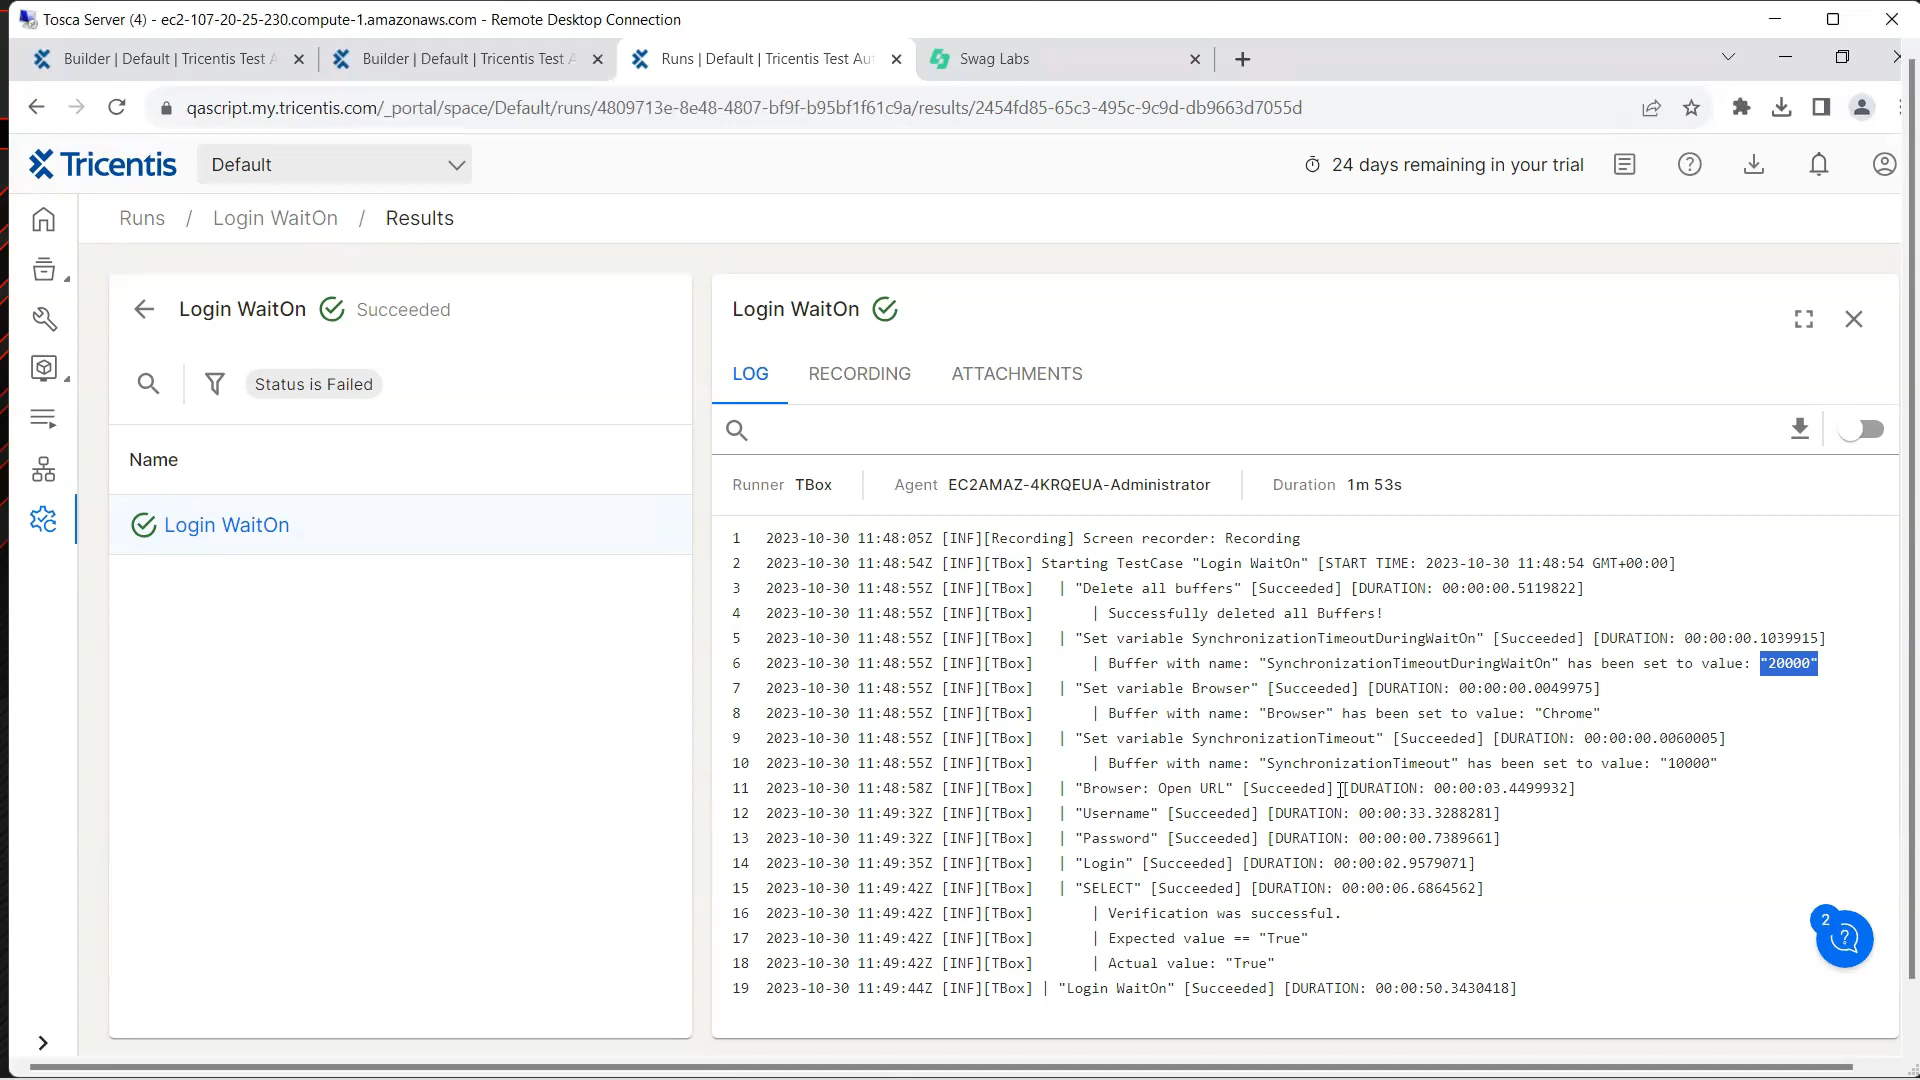 Tosca Server (4) - ec2-107-20-25-230.compute-1.amazonaws.com - Remote Desktop Connection
Builder | Default | Tricentis Test A
Builder | Default | Tricentis Test A
Runs | Default | Tricentis Test Aut
Swag Labs
qascript.my.tricentis.com/_portal/space/Default/runs/4809713e-8e48-4807-bf9f-b95bf1f61c9a/results/2454fd85-65c3-495c-9c9d-db9663d7055d
Tricentis
Default
24 days remaining in your trial
Runs / Login WaitOn / Results
Login WaitOn Succeeded
Status is Failed
Name
Login WaitOn
Login WaitOn
LOG RECORDING ATTACHMENTS
Runner TBox Agent EC2AMAZ-4KRQEUA-Administrator Duration 1m 53s
1 2023-10-30 11:48:05Z [INF][Recording] Screen recorder: Recording
2 2023-10-30 11:48:54Z [INF][TBox] Starting TestCase "Login WaitOn" [START TIME: 2023-10-30 11:48:54 GMT+00:00]
3 2023-10-30 11:48:55Z [INF][TBox] | "Delete all buffers" [Succeeded] [DURATION: 00:00:00.5119822]
4 2023-10-30 11:48:55Z [INF][TBox] | Successfully deleted all Buffers!
5 2023-10-30 11:48:55Z [INF][TBox] | "Set variable SynchronizationTimeoutDuringWaitOn" [Succeeded] [DURATION: 00:00:00.1039915]
6 2023-10-30 11:48:55Z [INF][TBox] | Buffer with name: "SynchronizationTimeoutDuringWaitOn" has been set to value: "20000"
7 2023-10-30 11:48:55Z [INF][TBox] | "Set variable Browser" [Succeeded] [DURATION: 00:00:00.0049975]
8 2023-10-30 11:48:55Z [INF][TBox] | Buffer with name: "Browser" has been set to value: "Chrome"
9 2023-10-30 11:48:55Z [INF][TBox] | "Set variable SynchronizationTimeout" [Succeeded] [DURATION: 00:00:00.0060005]
10 2023-10-30 11:48:55Z [INF][TBox] | Buffer with name: "SynchronizationTimeout" has been set to value: "10000"
11 2023-10-30 11:48:58Z [INF][TBox] | "Browser: Open URL" [Succeeded] [DURATION: 00:00:03.4499932]
12 2023-10-30 11:49:32Z [INF][TBox] | "Username" [Succeeded] [DURATION: 00:00:33.3288281]
13 2023-10-30 11:49:32Z [INF][TBox] | "Password" [Succeeded] [DURATION: 00:00:00.7389661]
14 2023-10-30 11:49:35Z [INF][TBox] | "Login" [Succeeded] [DURATION: 00:00:02.9579071]
15 2023-10-30 11:49:42Z [INF][TBox] | "SELECT" [Succeeded] [DURATION: 00:00:06.6864562]
16 2023-10-30 11:49:42Z [INF][TBox] | Verification was successful.
17 2023-10-30 11:49:42Z [INF][TBox] | Expected value == "True"
18 2023-10-30 11:49:42Z [INF][TBox] | Actual value: "True"
19 2023-10-30 11:49:44Z [INF][TBox] | "Login WaitOn" [Succeeded] [DURATION: 00:00:50.3430418]
2